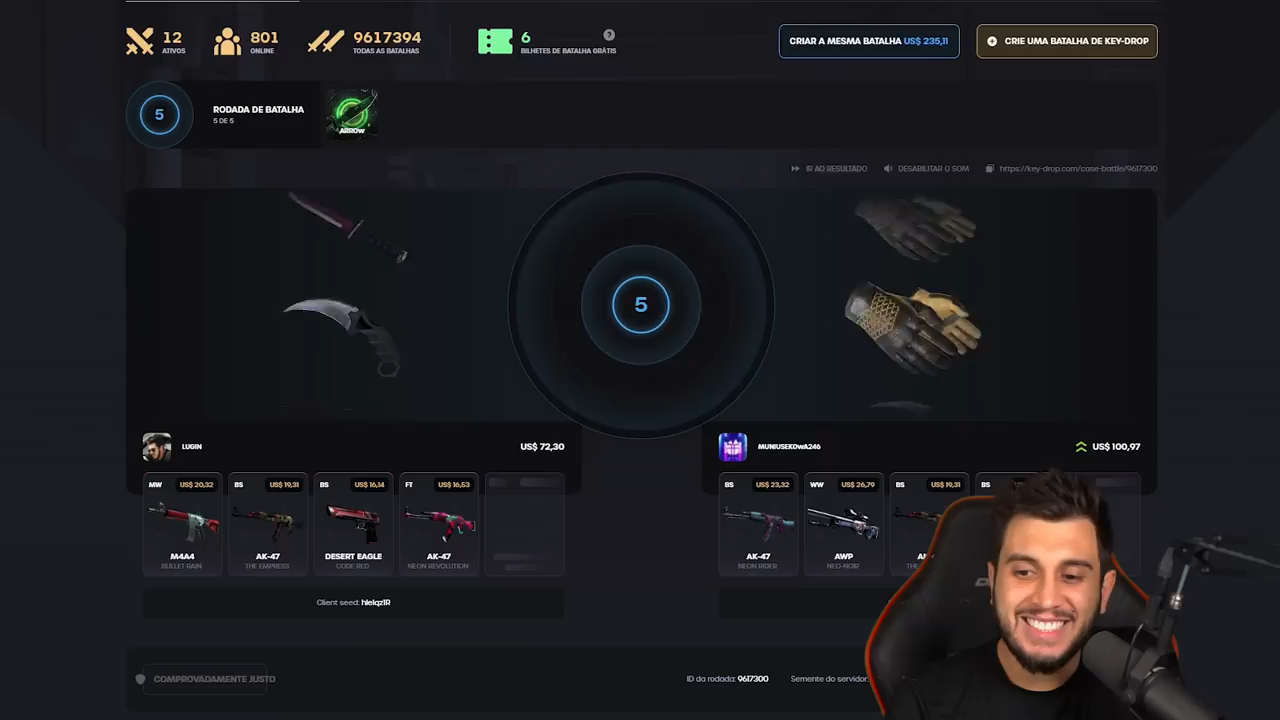 12
ATIVOS
801
ONLINE
9617394
TODAS AS BATALHAS
6
BILHETES DE BATALHA GRÁTIS
?
CRIAR A MESMA BATALHA US$ 235,11
CRIE UMA BATALHA DE KEY-DROP
5
RODADA DE BATALHA
5 DE 5
ARROW
IR AO RESULTADO
DESABILITAR O SOM
https://key-drop.com/case-battle/9617300
5
LUGIN
US$ 72,30
MUNIUSEKOWA246
US$ 100,97
MW US$ 20,32
M4A4
BULLET RAIN
BS US$ 19,31
AK-47
THE EMPRESS
BS US$ 16,14
DESERT EAGLE
CODE RED
FT US$ 16,53
AK-47
NEON REVOLUTION
BS US$ 23,32
AK-47
NEON RIDER
WW US$ 26,79
AWP
NEO-NOIR
BS US$ 19,31
BS
Client seed: hlelqz1R
COMPROVADAMENTE JUSTO
ID da rodada: 9617300
Semente do servidor: